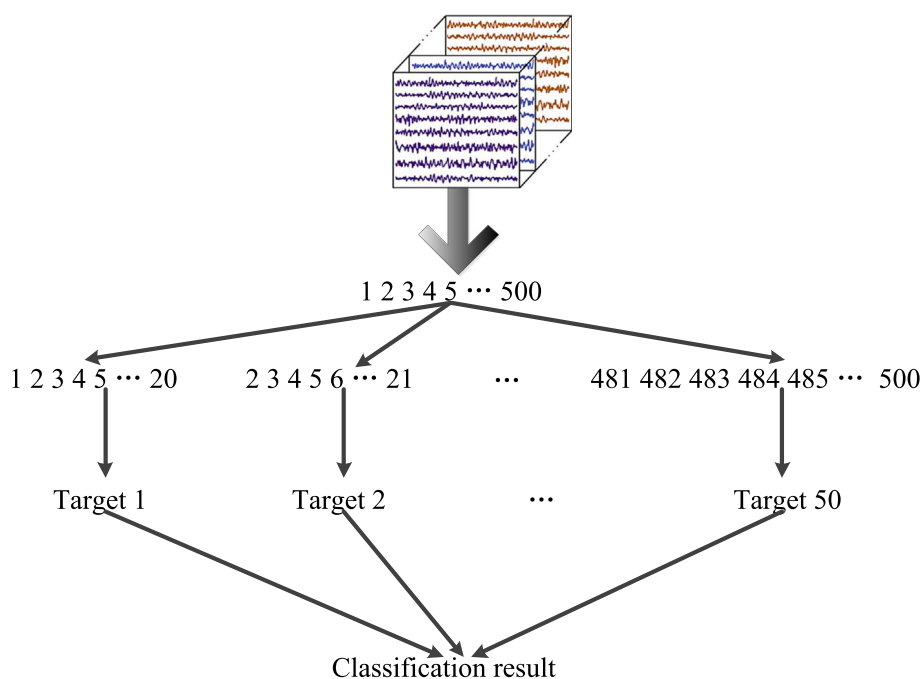 1 2 3 4 5 ··· 500
1 2 3 4 5 ··· 20 2 3 4 5 6 ··· 21 ··· 481 482 483 484 485 ··· 500
Target 1 Target 2 ··· Target 50
Classification result